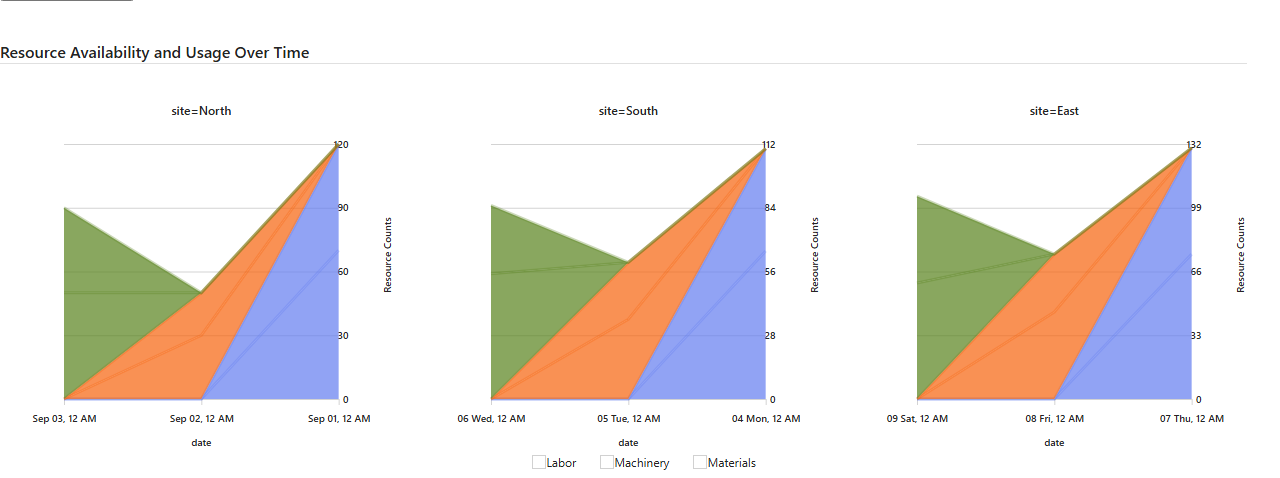 Resource Availability and Usage Over Time
site=North
120
90
60
30
0
Resource Counts
Sep 03, 12 AM Sep 02, 12 AM Sep 01, 12 AM
date
site=South
112
84
56
28
0
Resource Counts
06 Wed, 12 AM 05 Tue, 12 AM 04 Mon, 12 AM
date
site=East
132
99
66
33
0
Resource Counts
09 Sat, 12 AM 08 Fri, 12 AM 07 Thu, 12 AM
date
Labor Machinery Materials